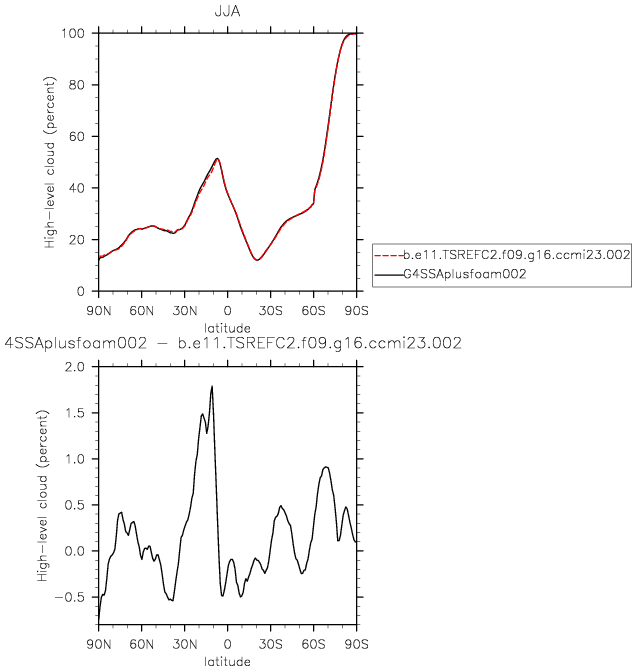 JJA
100
80
60
40
20
0
High-level cloud (percent)
90N 60N 30N 0 30S 60S 90S
latitude
b.e11.TSREFC2.f09.g16.ccmi23.002
G4SSAplusfoam002
4SSAplusfoam002 - b.e11.TSREFC2.f09.g16.ccmi23.002
2.0
1.5
1.0
0.5
0.0
-0.5
High-level cloud (percent)
90N 60N 30N 0 30S 60S 90S
latitude